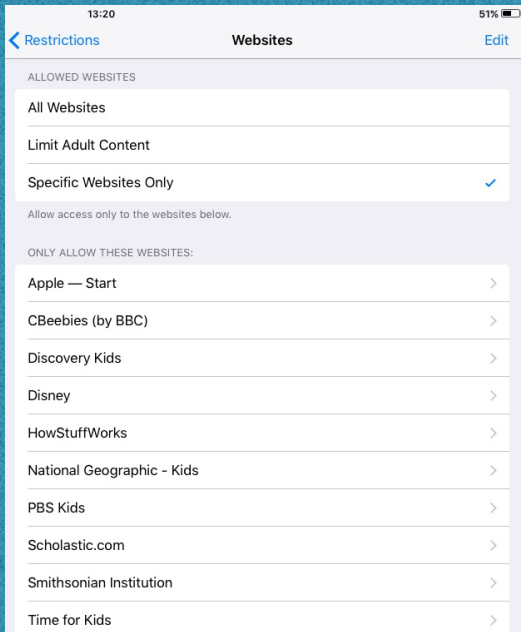 13:20
51%
Restrictions
Websites
Edit
ALLOWED WEBSITES
All Websites
Limit Adult Content
Specific Websites Only
Allow access only to the websites below.
ONLY ALLOW THESE WEBSITES:
Apple — Start
CBeebies (by BBC)
Discovery Kids
Disney
HowStuffWorks
National Geographic - Kids
PBS Kids
Scholastic.com
Smithsonian Institution
Time for Kids